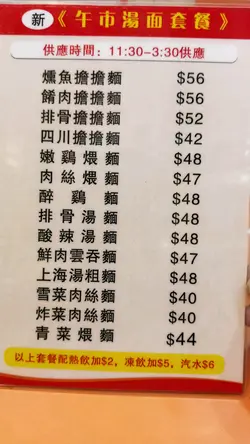 新《午市湯面套餐》
供應時間：11:30-3:30供應
燻魚擔擔麵 $56
餚肉擔擔麵 $56
排骨擔擔麵 $52
四川擔擔麵 $42
嫩鷄煨麵 $48
肉絲煨麵 $47
醉鷄麵 $48
排骨湯麵 $48
酸辣湯麵 $48
鮮肉雲吞麵 $47
上海湯粗麵 $48
雪菜肉絲麵 $40
炸菜肉絲麵 $40
青菜煨麵 $44
以上套餐配熱飲加$2，凍飲加$5，汽水$6